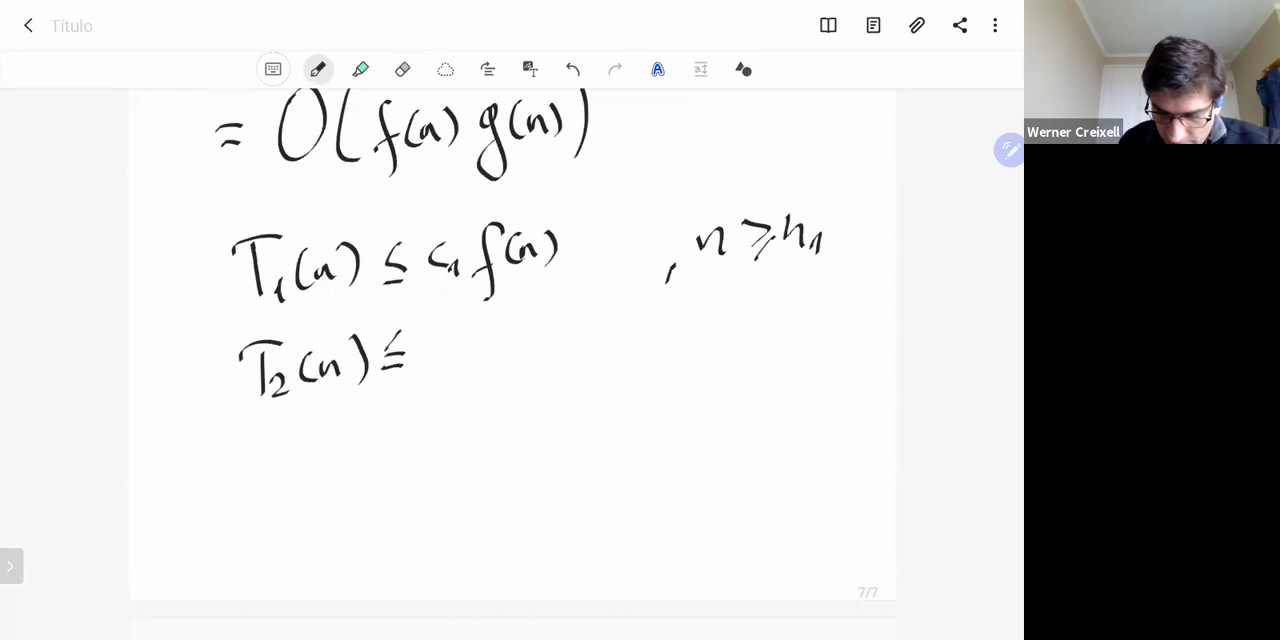 Título
= O(f(n) g(n))
T₁(n) ≤ c₁ f(n) , n ≥ n₁
T₂(n) ≤
7/7
Werner Creixell